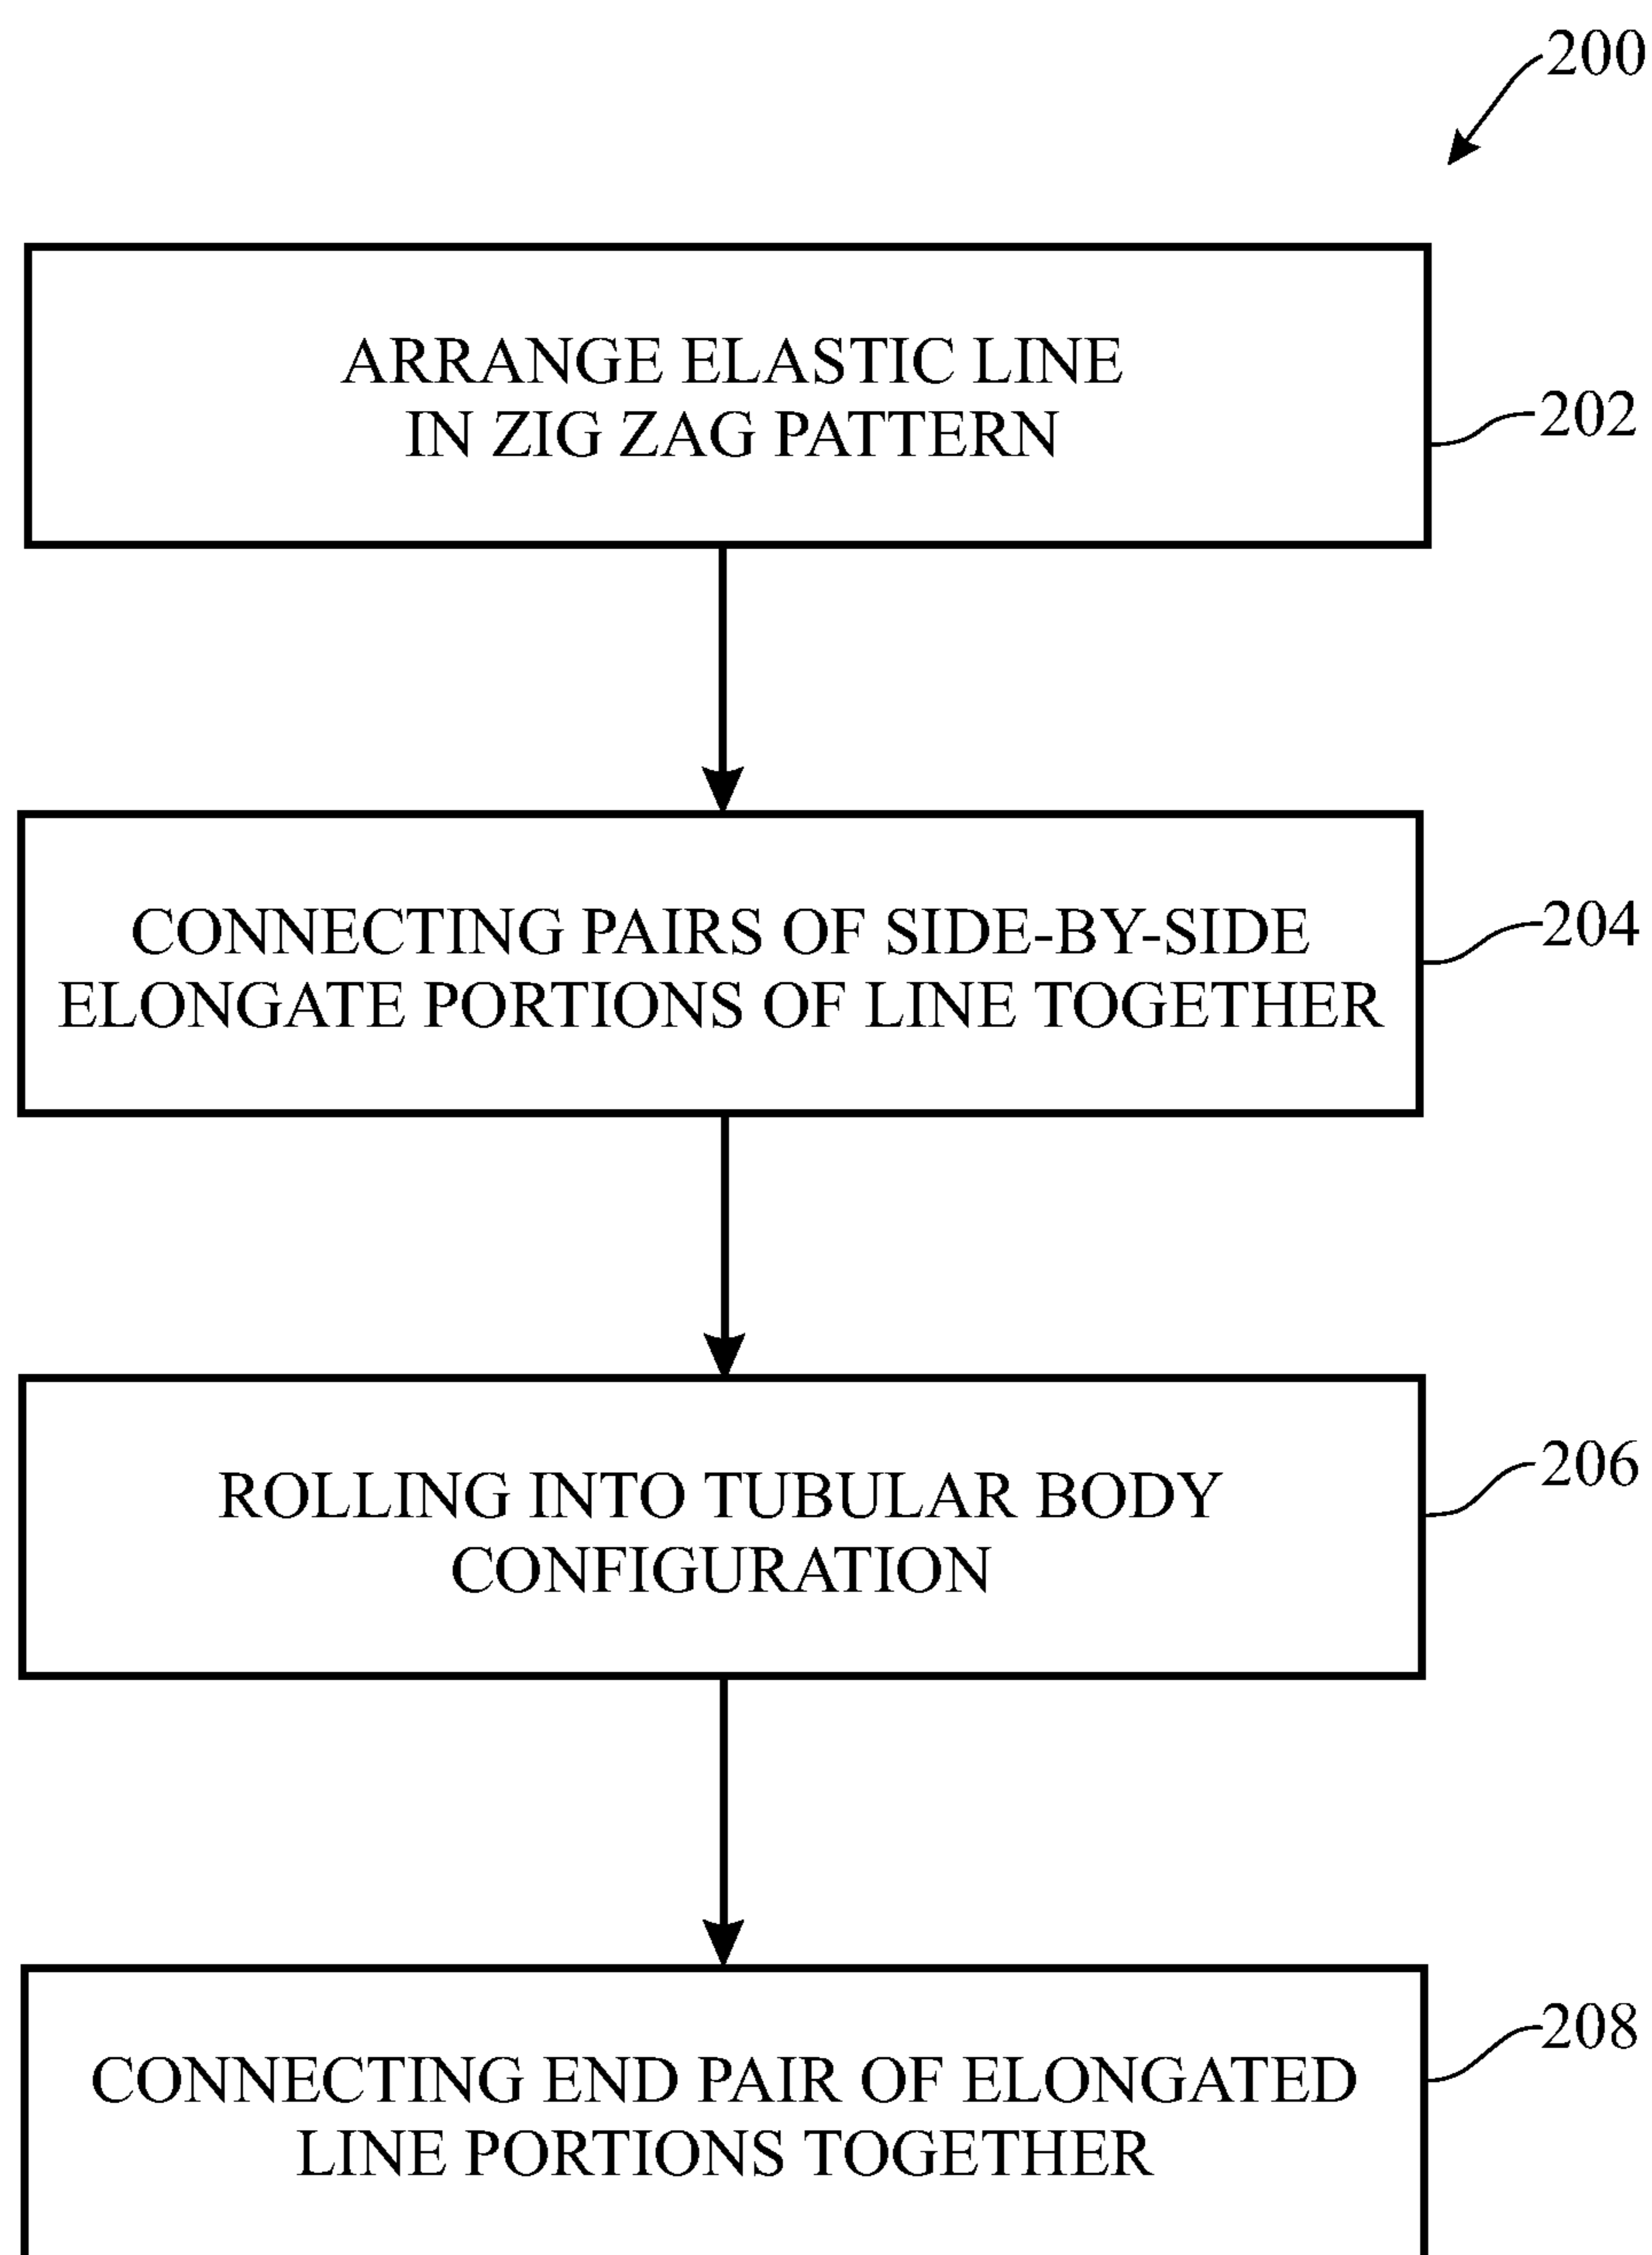 200
ARRANGE ELASTIC LINE
IN ZIG ZAG PATTERN
202
CONNECTING PAIRS OF SIDE-BY-SIDE
ELONGATE PORTIONS OF LINE TOGETHER
204
ROLLING INTO TUBULAR BODY
CONFIGURATION
206
CONNECTING END PAIR OF ELONGATED
LINE PORTIONS TOGETHER
208